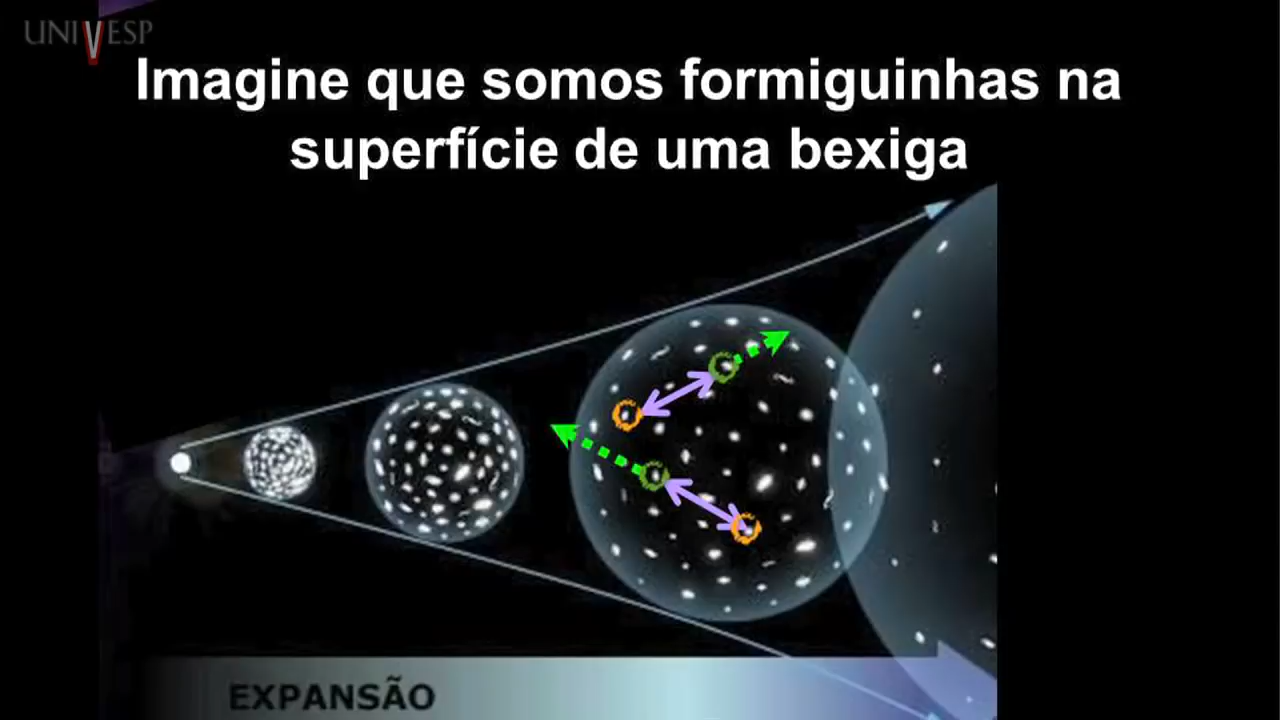 UNIVESP
Imagine que somos formiguinhas na
superfície de uma bexiga
EXPANSÃO